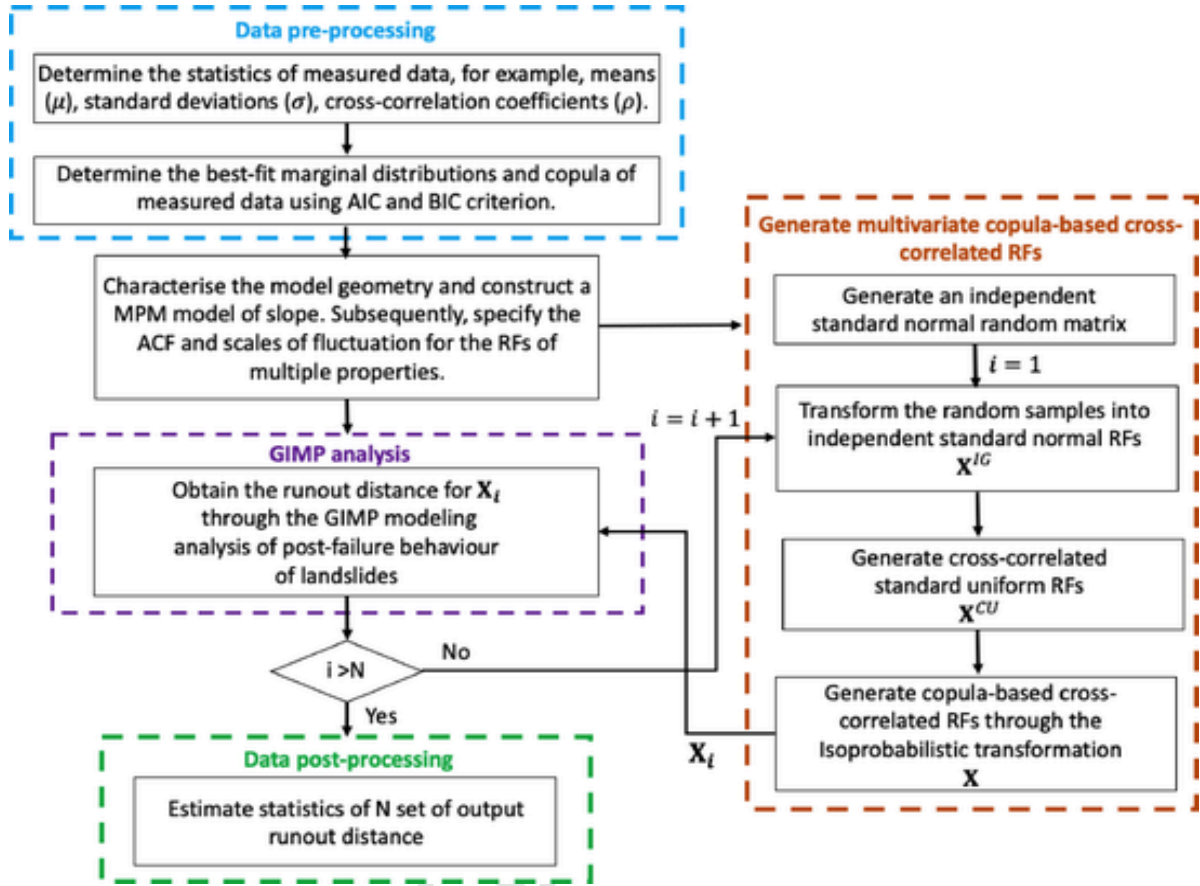 Data pre-processing
Determine the statistics of measured data, for example, means
(μ), standard deviations (σ), cross-correlation coefficients (ρ).
Determine the best-fit marginal distributions and copula of
measured data using AIC and BIC criterion.
Characterise the model geometry and construct a
MPM model of slope. Subsequently, specify the
ACF and scales of fluctuation for the RFs of
multiple properties.
GIMP analysis
Obtain the runout distance for X_i
through the GIMP modeling
analysis of post-failure behaviour
of landslides
i >N
No
Yes
Data post-processing
Estimate statistics of N set of output
runout distance
Generate multivariate copula-based cross-
correlated RFs
Generate an independent
standard normal random matrix
i = 1
i = i + 1
Transform the random samples into
independent standard normal RFs
X^IG
Generate cross-correlated
standard uniform RFs
X^CU
Generate copula-based cross-
correlated RFs through the
Isoprobabilistic transformation
X
X_i